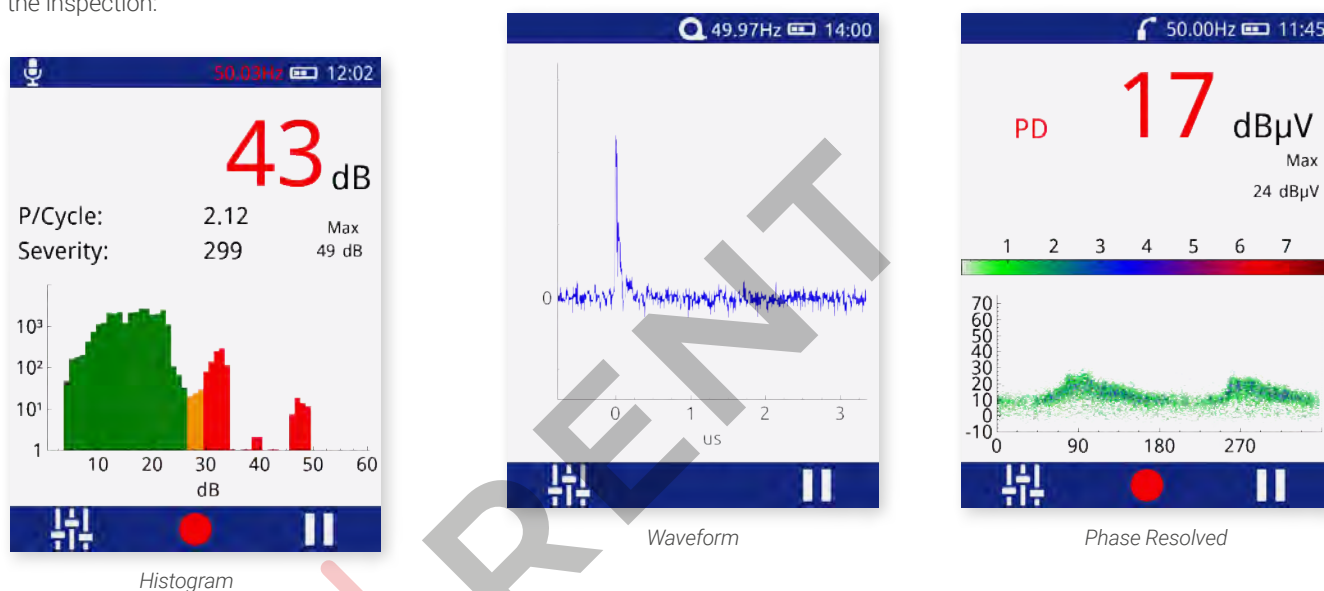 the inspection:
50.03Hz 12:02
43 dB
P/Cycle: 2.12
Severity: 299
Max
49 dB
10³
10²
10¹
1
10 20 30 40 50 60
dB
Histogram
49.97Hz 14:00
0
0 1 2 3
us
Waveform
50.00Hz 11:45
PD 17 dBµV
Max
24 dBµV
1 2 3 4 5 6 7
70
60
50
40
30
20
10
0
-10
0 90 180 270
Phase Resolved
RENT